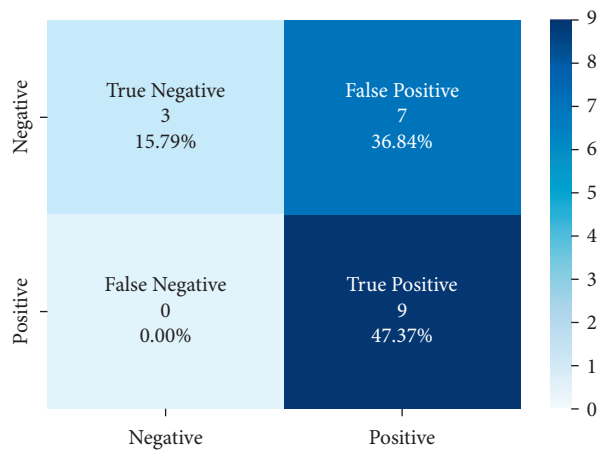 True Negative
3
15.79%
False Positive
7
36.84%
False Negative
0
0.00%
True Positive
9
47.37%
Negative
Positive
Negative
Positive
9
8
7
6
5
4
3
2
1
0